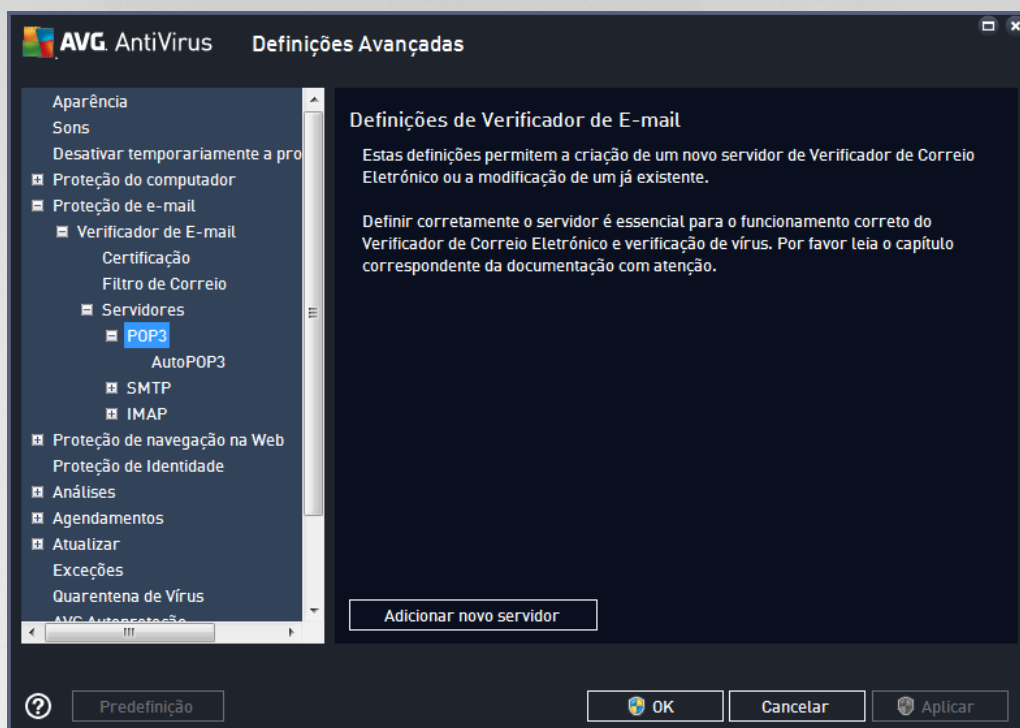 AVG. AntiVirus Definições Avançadas
Aparência
Sons
Desativar temporariamente a pro
Proteção do computador
Proteção de e-mail
Verificador de E-mail
Certificação
Filtro de Correio
Servidores
POP3
AutoPOP3
SMTP
IMAP
Proteção de navegação na Web
Proteção de Identidade
Análises
Agendamentos
Atualizar
Exceções
Quarentena de Vírus
AVG Autoproteção
Definições de Verificador de E-mail
Estas definições permitem a criação de um novo servidor de Verificador de Correio
Eletrónico ou a modificação de um já existente.
Definir corretamente o servidor é essencial para o funcionamento correto do
Verificador de Correio Eletrónico e verificação de vírus. Por favor leia o capítulo
correspondente da documentação com atenção.
Adicionar novo servidor
Predefinição
OK
Cancelar
Aplicar